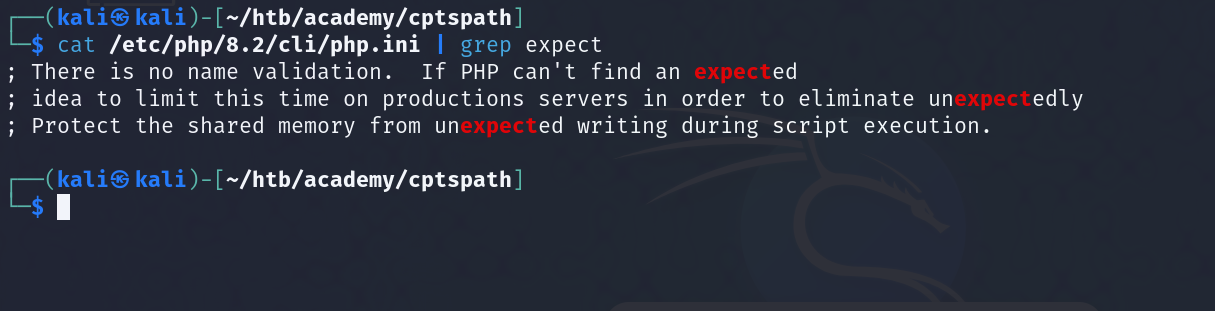 ┌──(kali㉿kali)-[~/htb/academy/cptspath]
└─$ cat /etc/php/8.2/cli/php.ini | grep expect
; There is no name validation.  If PHP can't find an expected
; idea to limit this time on productions servers in order to eliminate unexpectedly
; Protect the shared memory from unexpected writing during script execution.
┌──(kali㉿kali)-[~/htb/academy/cptspath]
└─$